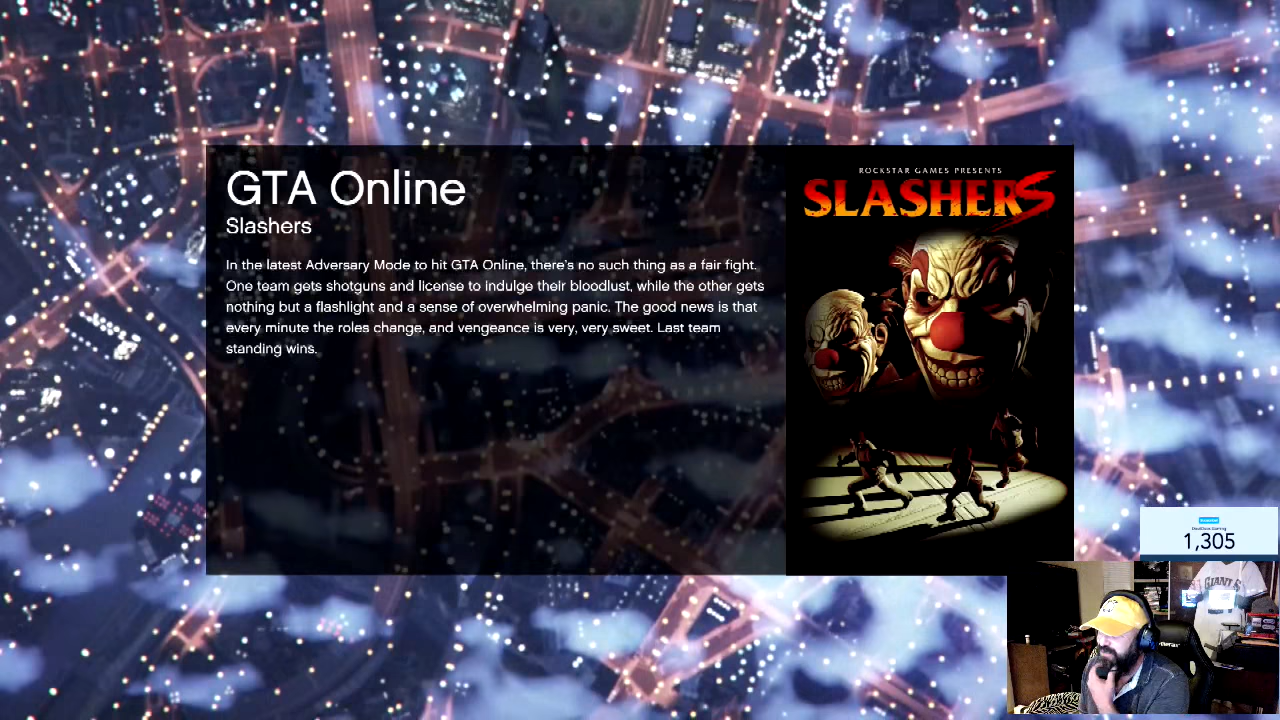 GTA Online
Slashers
In the latest Adversary Mode to hit GTA Online, there's no such thing as a fair fight.
One team gets shotguns and license to indulge their bloodlust, while the other gets
nothing but a flashlight and a sense of overwhelming panic. The good news is that
every minute the roles change, and vengeance is very, very sweet. Last team
standing wins.
ROCKSTAR GAMES PRESENTS
SLASHERS
1,305
GIANTS